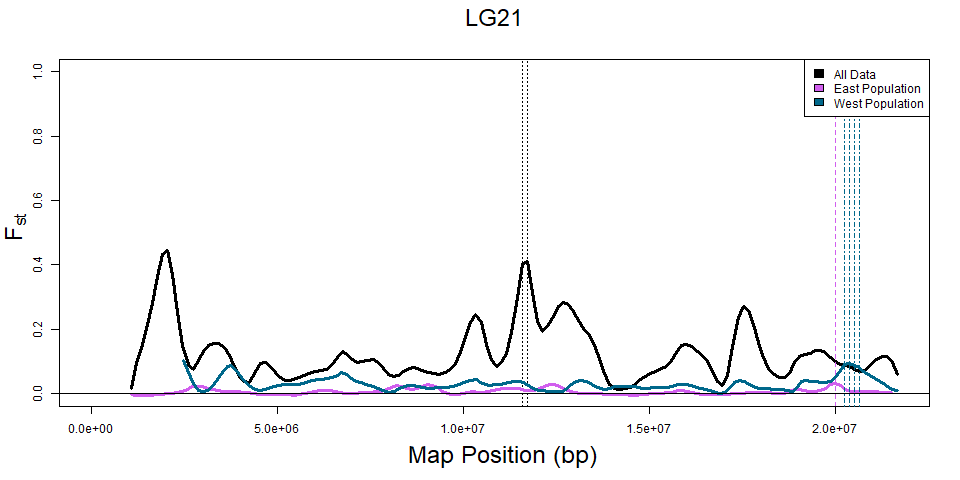 LG21
All Data
East Population
West Population
1.0
0.8
0.6
0.4
0.2
0.0
Fst
0.0e+00 5.0e+06 1.0e+07 1.5e+07 2.0e+07
Map Position (bp)